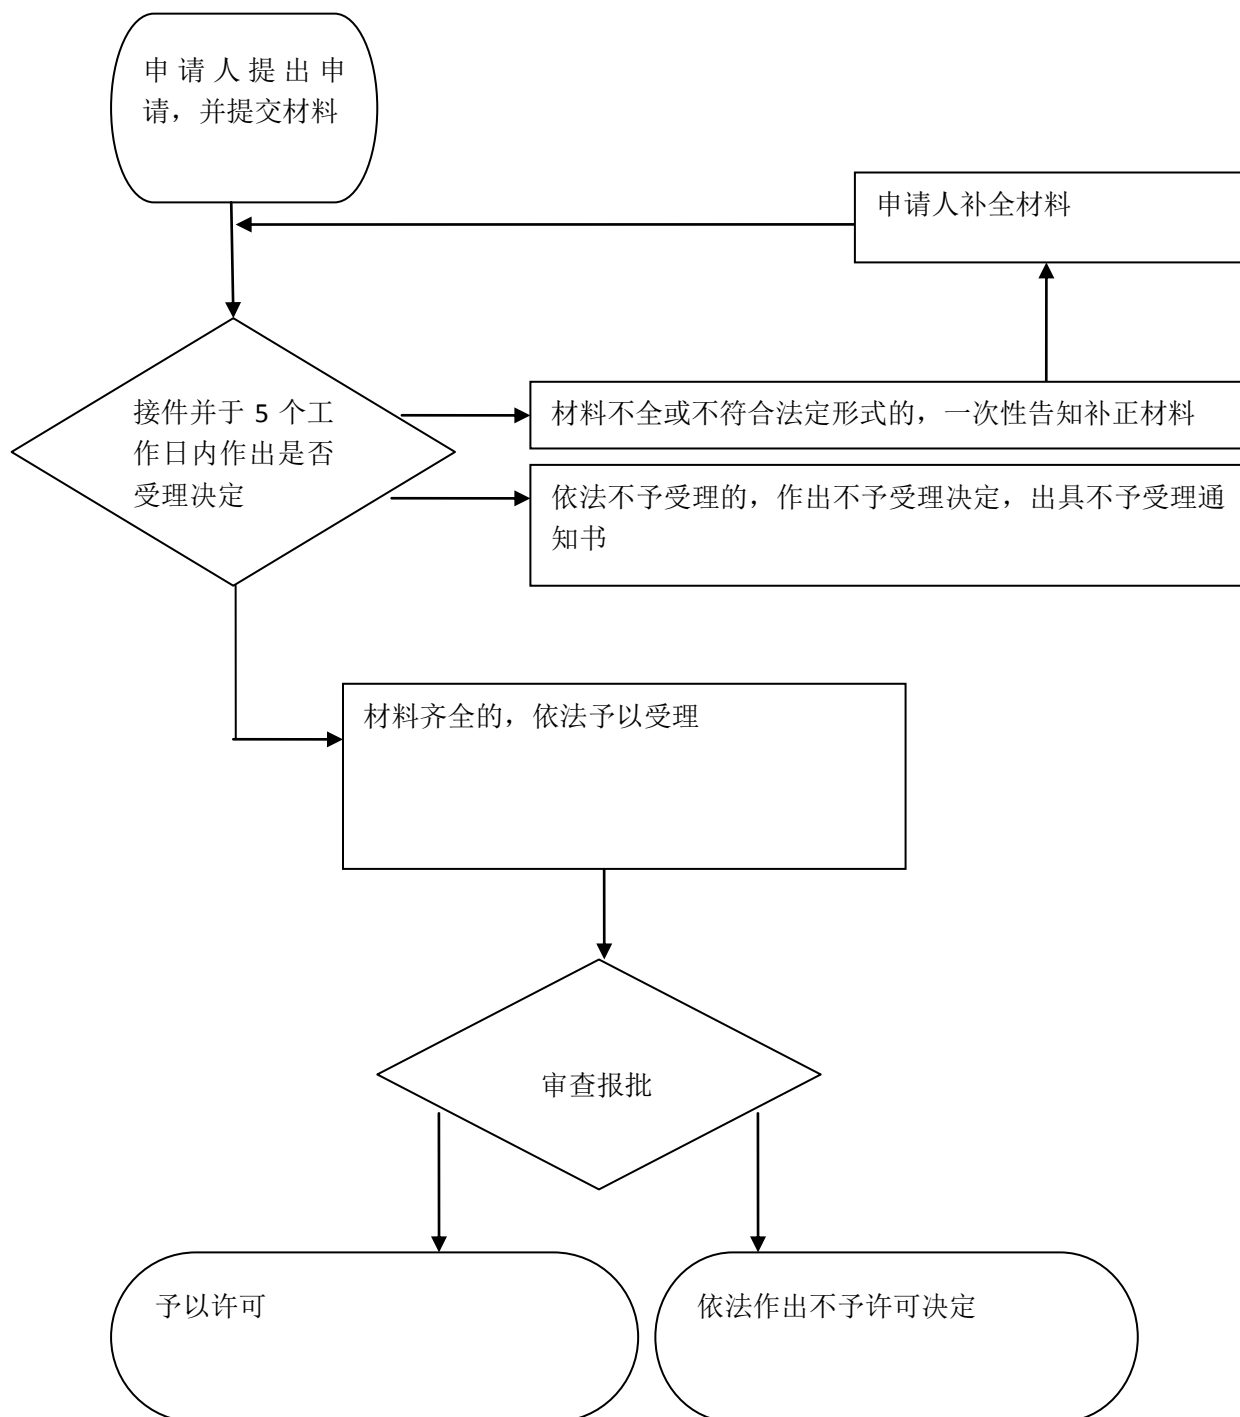 申请人提出申
请，并提交材料
申请人补全材料
接件并于 5 个工
作日内作出是否
受理决定
材料不全或不符合法定形式的，一次性告知补正材料
依法不予受理的，作出不予受理决定，出具不予受理通
知书
材料齐全的，依法予以受理
审查报批
予以许可
依法作出不予许可决定